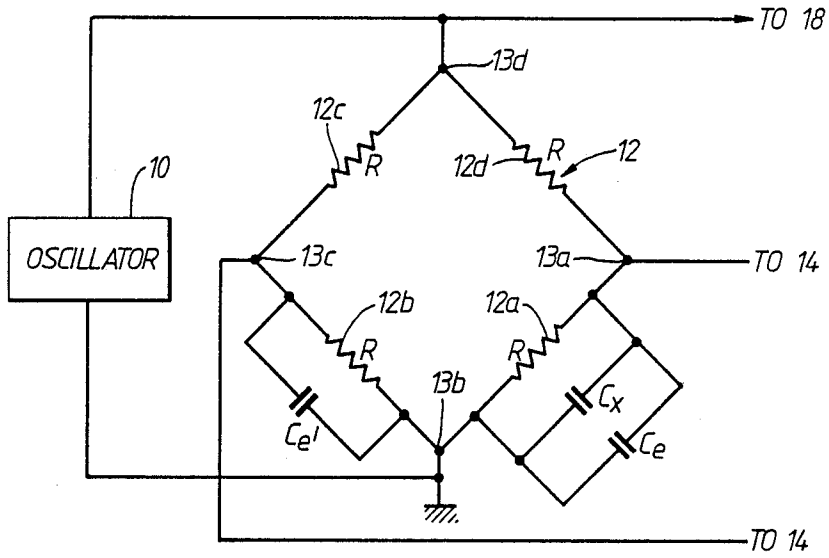 TO 18
13d
12c
R
R
12d
12
10
OSCILLATOR
13c
13a
TO 14
12b
12a
R
R
13b
Cx
Ce'
Ce
TO 14